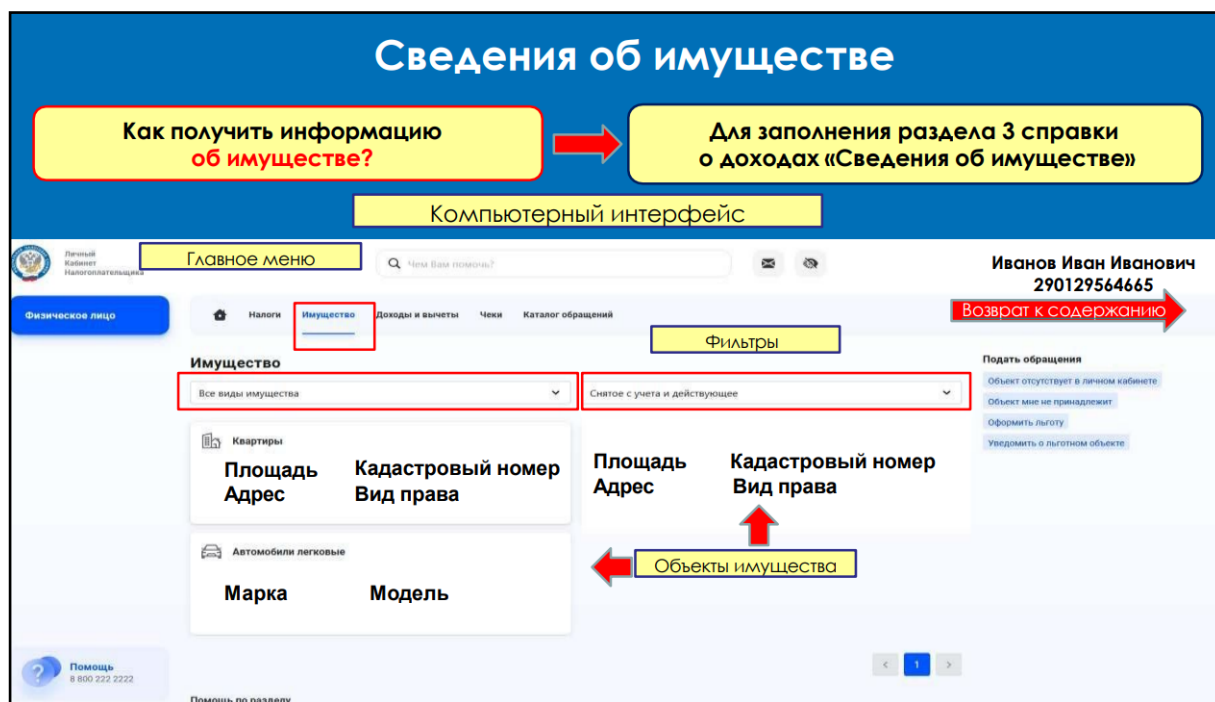 Сведения об имуществе
Как получить информацию
об имуществе?
Для заполнения раздела 3 справки
о доходах «Сведения об имуществе»
Компьютерный интерфейс
Личный
Кабинет
Налогоплательщика
Главное меню
Чем Вам помочь?
Иванов Иван Иванович
290129564665
Физическое лицо
Налоги Имущество Доходы и вычеты Чеки Каталог обращений
Возврат к содержанию
Фильтры
Имущество
Все виды имущества
Снятое с учета и действующее
Подать обращения
Объект отсутствует в личном кабинете
Объект мне не принадлежит
Оформить льготу
Уведомить о льготном объекте
Квартиры
Площадь Кадастровый номер
Адрес Вид права
Площадь Кадастровый номер
Адрес Вид права
Автомобили легковые
Марка Модель
Объекты имущества
Помощь
8 800 222 2222
< 1 >
Помощь по разделу